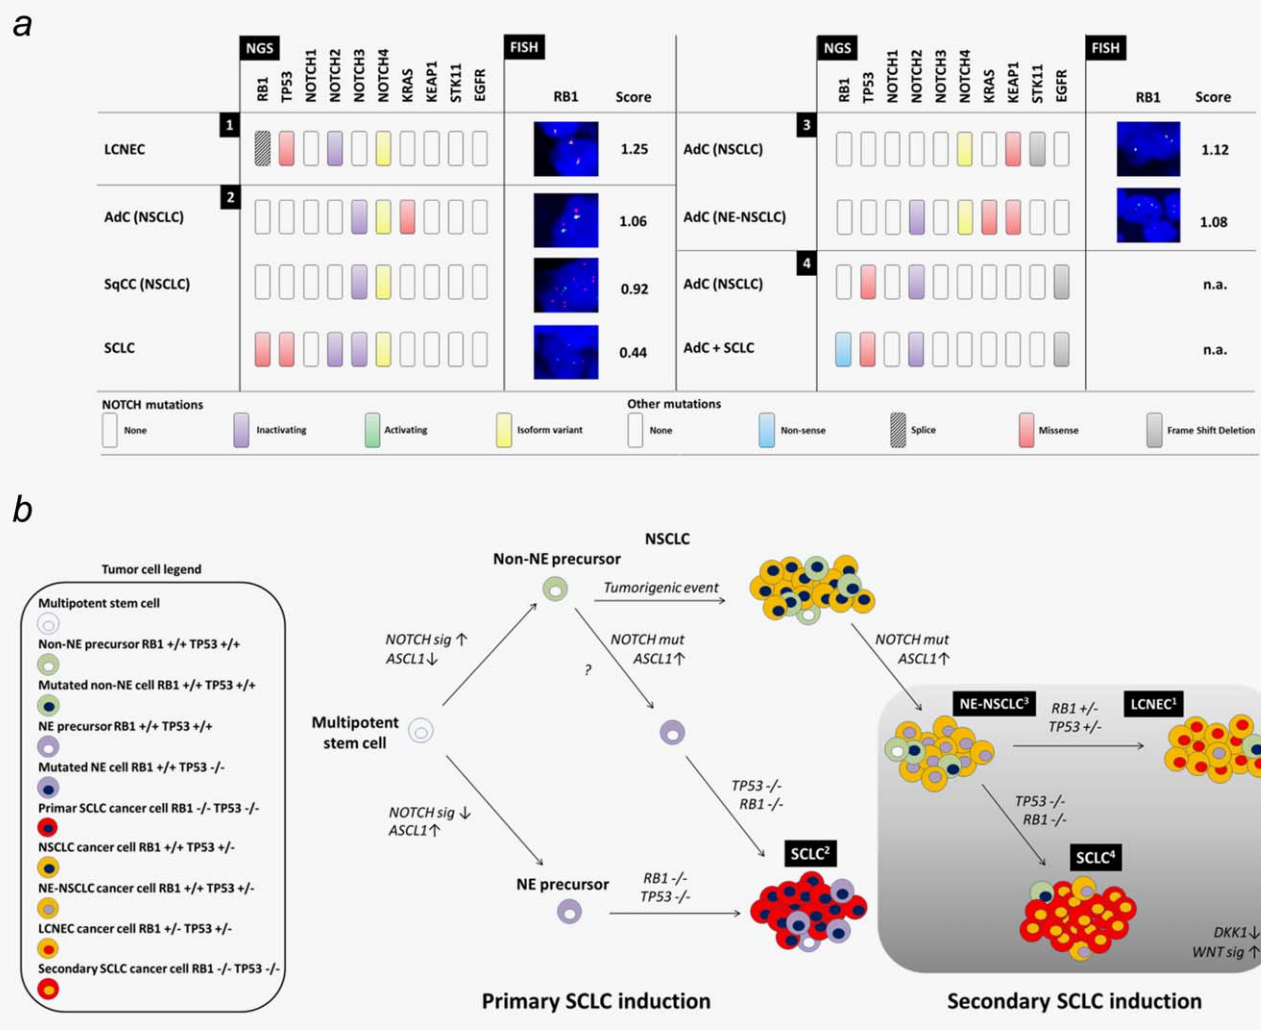 a
NGS
RB1
TP53
NOTCH1
NOTCH2
NOTCH3
NOTCH4
KRAS
KEAP1
STK11
EGFR
FISH
RB1 Score
NGS
RB1
TP53
NOTCH1
NOTCH2
NOTCH3
NOTCH4
KRAS
KEAP1
STK11
EGFR
FISH
RB1 Score
1
LCNEC 1.25
2
AdC (NSCLC) 1.06
SqCC (NSCLC) 0.92
SCLC 0.44
3
AdC (NSCLC) 1.12
AdC (NE-NSCLC) 1.08
4
AdC (NSCLC) n.a.
AdC + SCLC n.a.
NOTCH mutations
None Inactivating Activating Isoform variant
Other mutations
None Non-sense Splice Missense Frame Shift Deletion
b
Tumor cell legend
Multipotent stem cell
Non-NE precursor RB1 +/+ TP53 +/+
Mutated non-NE cell RB1 +/+ TP53 +/+
NE precursor RB1 +/+ TP53 +/+
Mutated NE cell RB1 +/+ TP53 -/-
Primar SCLC cancer cell RB1 -/- TP53 -/-
NSCLC cancer cell RB1 +/+ TP53 +/-
NE-NSCLC cancer cell RB1 +/+ TP53 +/-
LCNEC cancer cell RB1 +/- TP53 +/-
Secondary SCLC cancer cell RB1 -/- TP53 -/-
NSCLC
Non-NE precursor
Tumorigenic event
NOTCH sig ↑
ASCL1↓
NOTCH mut
ASCL1↑
?
NOTCH mut
ASCL1↑
Multipotent
stem cell
NOTCH sig ↓
ASCL1↑
TP53 -/-
RB1 -/-
NE precursor
RB1 -/-
TP53 -/-
SCLC²
NE-NSCLC³
RB1 +/-
TP53 +/-
LCNEC¹
TP53 -/-
RB1 -/-
SCLC⁴
DKK1↓
WNT sig ↑
Primary SCLC induction
Secondary SCLC induction